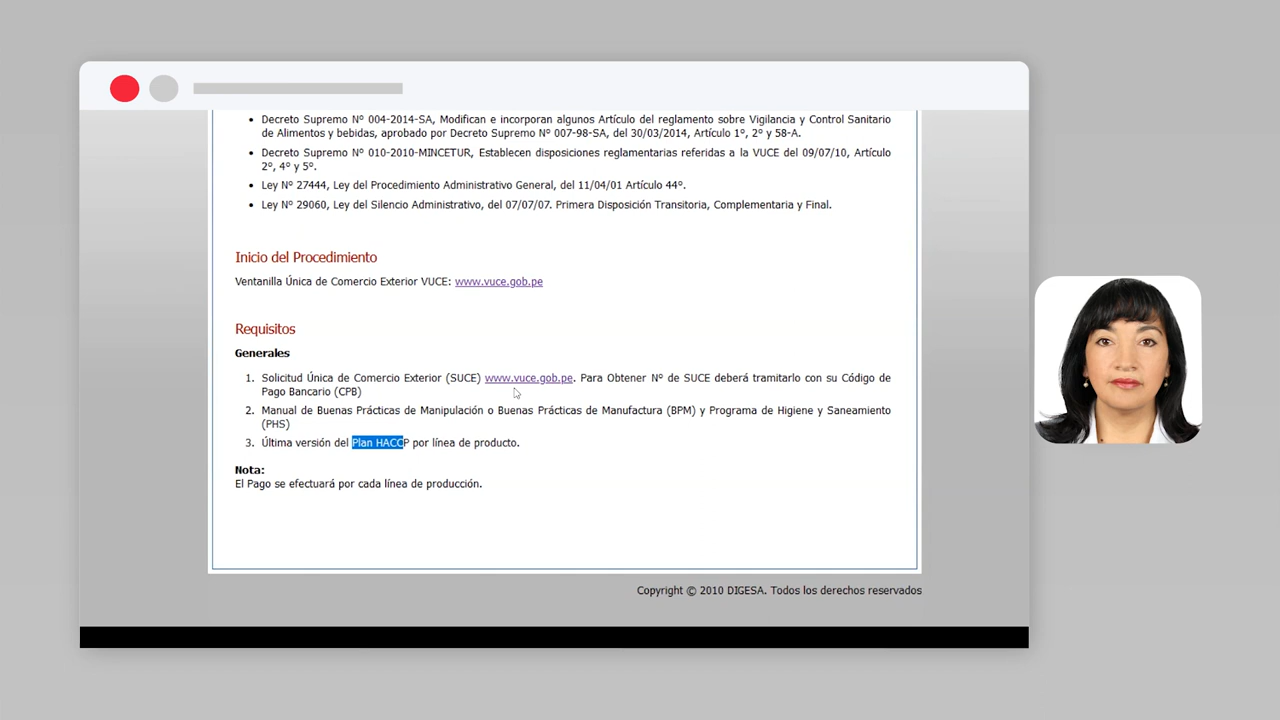 • Decreto Supremo Nº 004-2014-SA, Modifican e incorporan algunos Artículo del reglamento sobre Vigilancia y Control Sanitario
de Alimentos y bebidas, aprobado por Decreto Supremo Nº 007-98-SA, del 30/03/2014, Artículo 1º, 2º y 58-A.
• Decreto Supremo Nº 010-2010-MINCETUR, Establecen disposiciones reglamentarias referidas a la VUCE del 09/07/10, Artículo
2º, 4º y 5º.
• Ley Nº 27444, Ley del Procedimiento Administrativo General, del 11/04/01 Artículo 44º.
• Ley Nº 29060, Ley del Silencio Administrativo, del 07/07/07. Primera Disposición Transitoria, Complementaria y Final.
Inicio del Procedimiento
Ventanilla Única de Comercio Exterior VUCE: www.vuce.gob.pe
Requisitos
Generales
1. Solicitud Única de Comercio Exterior (SUCE) www.vuce.gob.pe. Para Obtener Nº de SUCE deberá tramitarlo con su Código de
Pago Bancario (CPB)
2. Manual de Buenas Prácticas de Manipulación o Buenas Prácticas de Manufactura (BPM) y Programa de Higiene y Saneamiento
(PHS)
3. Última versión del Plan HACCP por línea de producto.
Nota:
El Pago se efectuará por cada línea de producción.
Copyright © 2010 DIGESA. Todos los derechos reservados